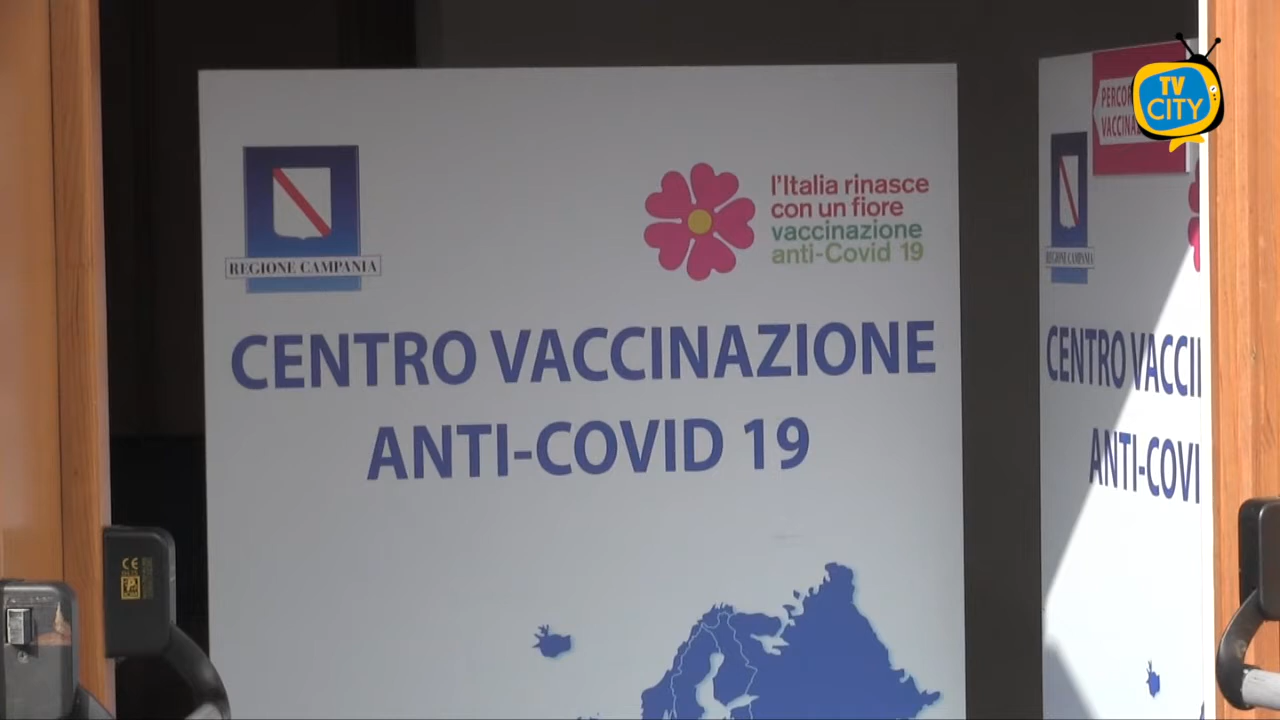 TV
CITY
REGIONE CAMPANIA
l'Italia rinasce
con un fiore
vaccinazione
anti-Covid 19
CENTRO VACCINAZIONE
ANTI-COVID 19
REGIONE CAMPANIA
CENTRO VACCI
ANTI-COVI
CE